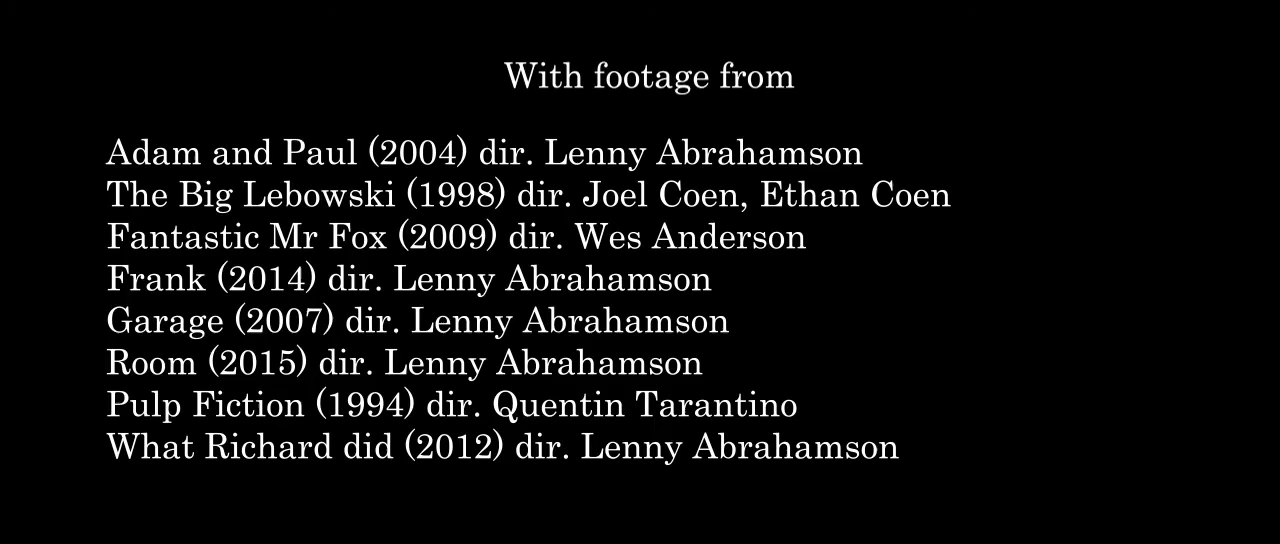 With footage from
Adam and Paul (2004) dir. Lenny Abrahamson
The Big Lebowski (1998) dir. Joel Coen, Ethan Coen
Fantastic Mr Fox (2009) dir. Wes Anderson
Frank (2014) dir. Lenny Abrahamson
Garage (2007) dir. Lenny Abrahamson
Room (2015) dir. Lenny Abrahamson
Pulp Fiction (1994) dir. Quentin Tarantino
What Richard did (2012) dir. Lenny Abrahamson